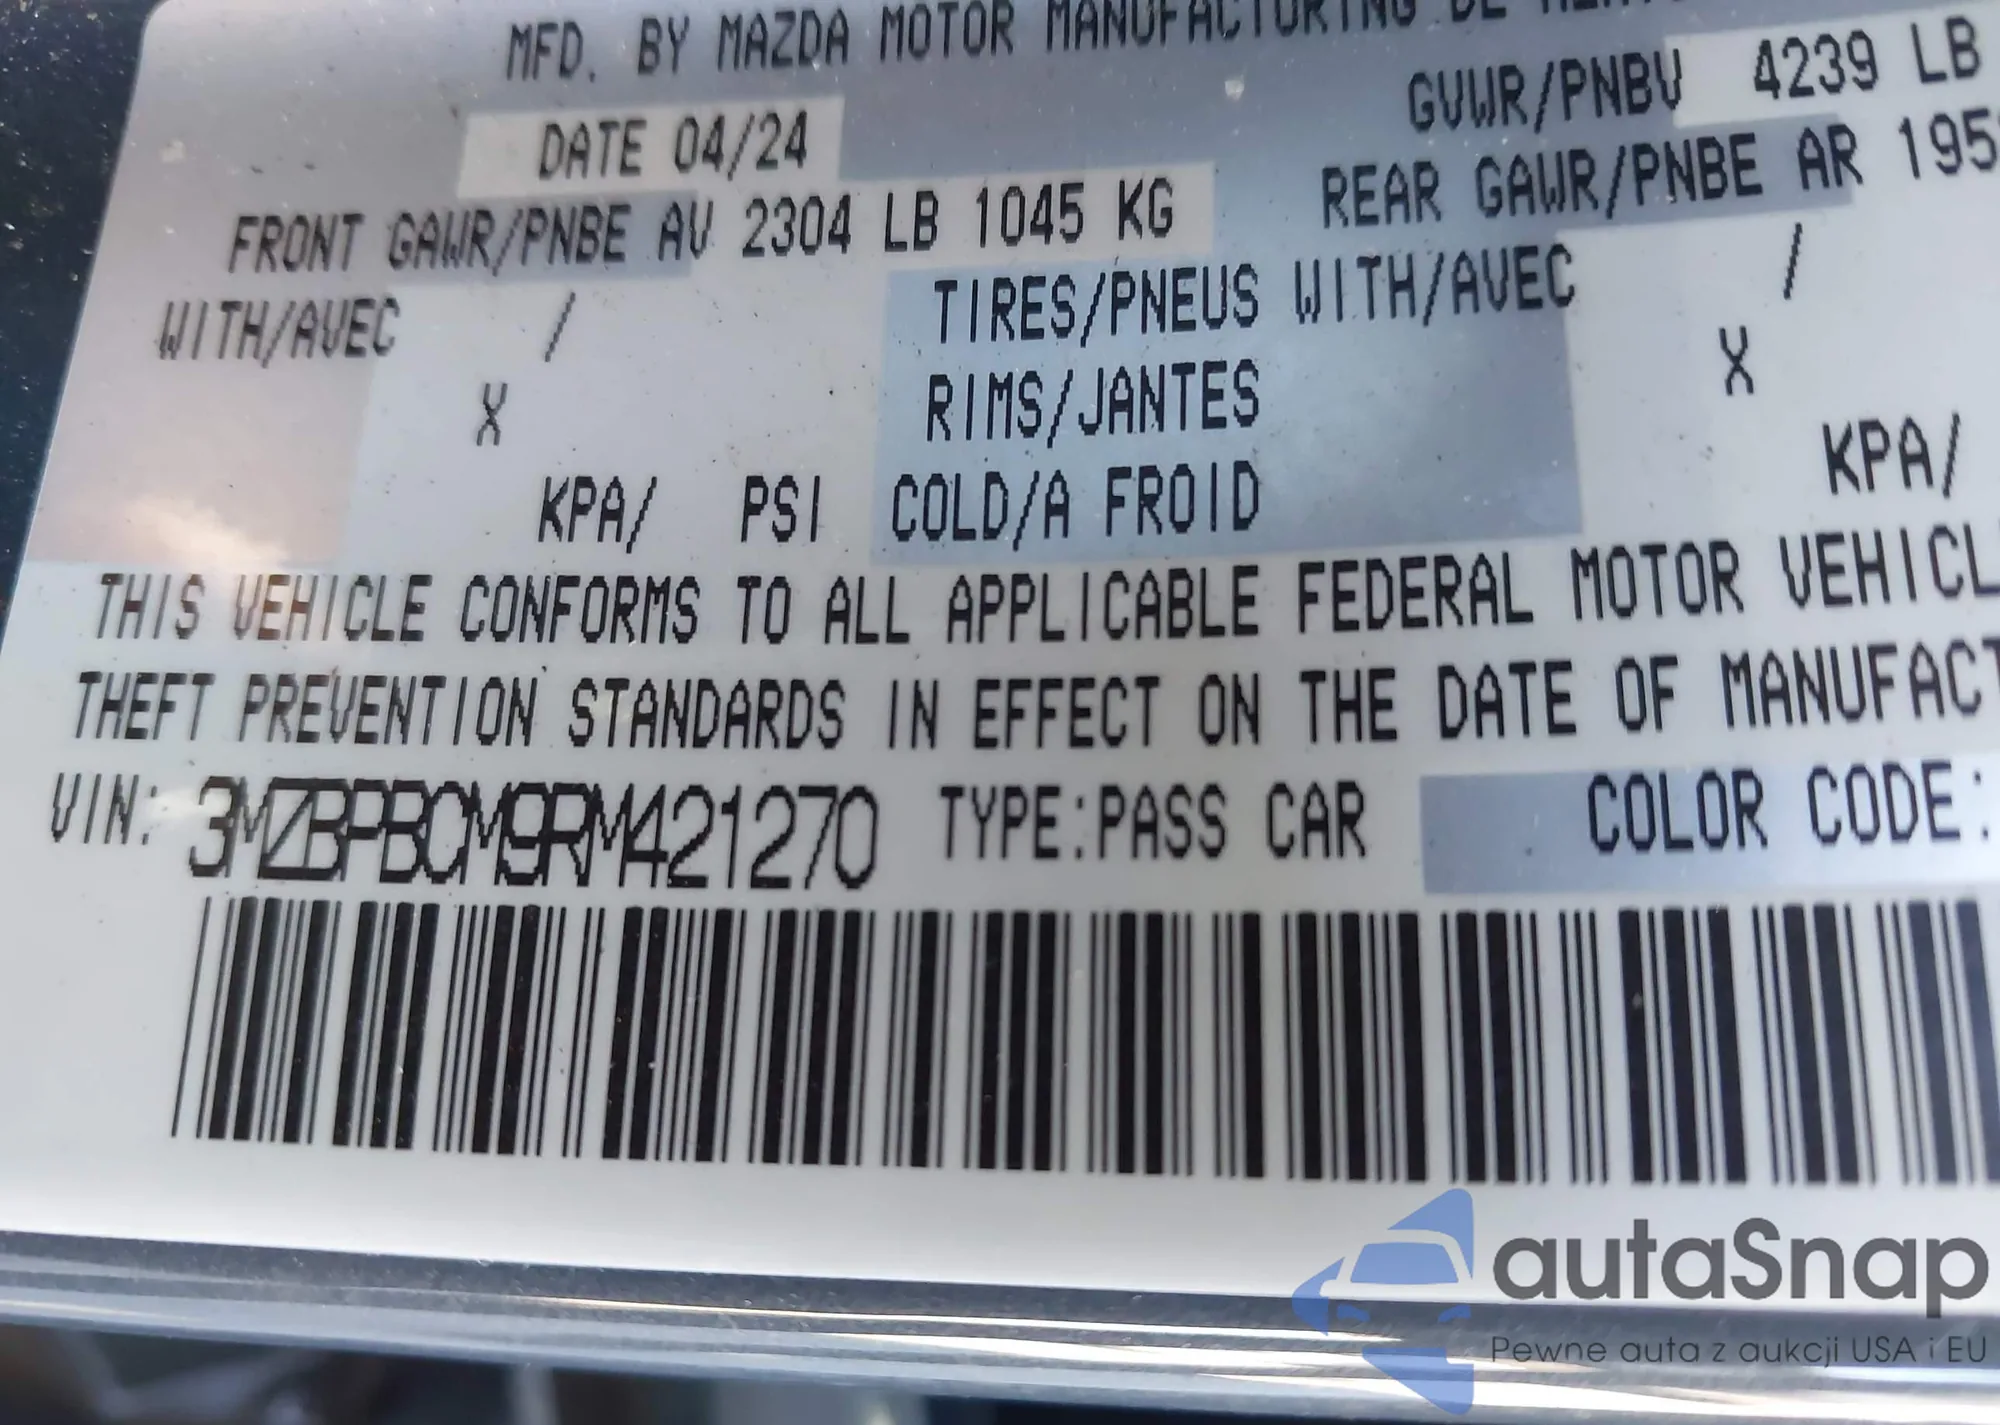 MFD. BY MAZDA MOTOR MANUFACTURING DE
DATE 04/24
GVWR/PNBV 4239 LB
FRONT GAWR/PNBE AV 2304 LB 1045 KG
REAR GAWR/PNBE AR 195
WITH/AVEC / TIRES/PNEUS WITH/AVEC /
X RIMS/JANTES X
KPA/ PSI COLD/A FROID KPA/
THIS VEHICLE CONFORMS TO ALL APPLICABLE FEDERAL MOTOR VEHICL
THEFT PREVENTION STANDARDS IN EFFECT ON THE DATE OF MANUFACT
VIN: 3MZBPBCM9RM421270 TYPE:PASS CAR COLOR CODE:
autaSnap
Pewne auta z aukcji USA i EU